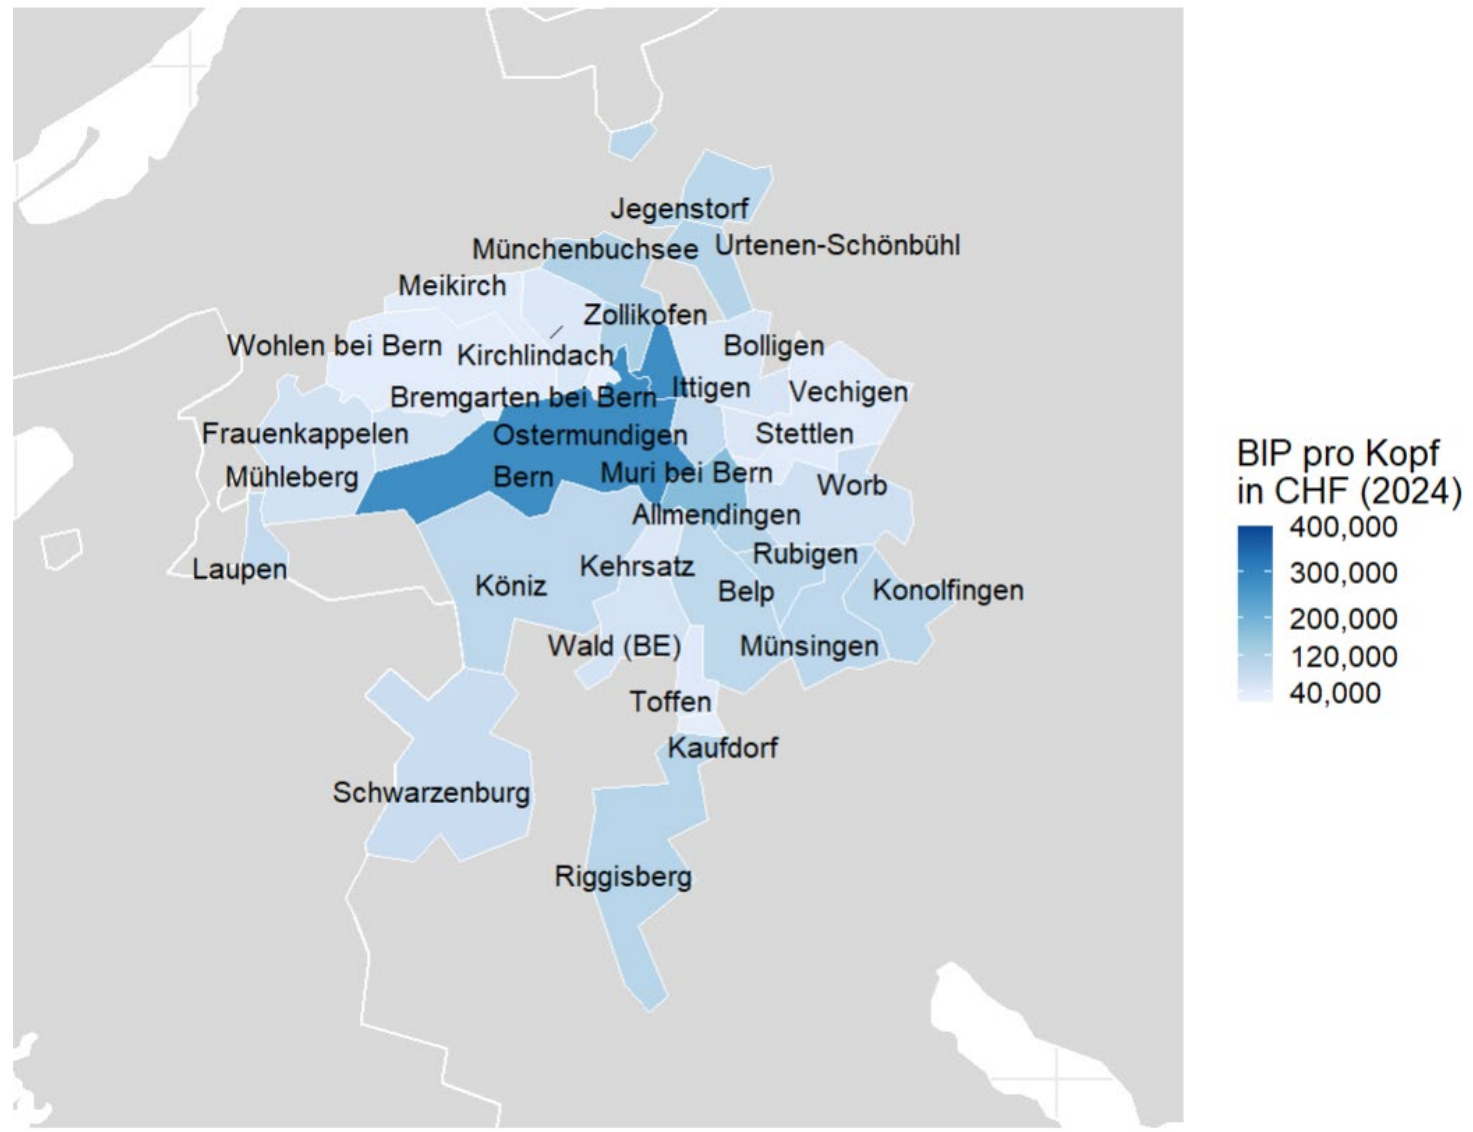 Jegenstorf
Münchenbuchsee
Urtenen-Schönbühl
Meikirch
Zollikofen
Wohlen bei Bern
Kirchlindach
Bolligen
Bremgarten bei Bern
Ittigen
Vechigen
Frauenkappelen
Ostermundigen
Stettlen
Mühleberg
Bern
Muri bei Bern
Worb
Allmendingen
Laupen
Kehrsatz
Rubigen
Köniz
Belp
Konolfingen
Wald (BE)
Münsingen
Toffen
Kaufdorf
Schwarzenburg
Riggisberg
BIP pro Kopf
in CHF (2024)
400,000
300,000
200,000
120,000
40,000